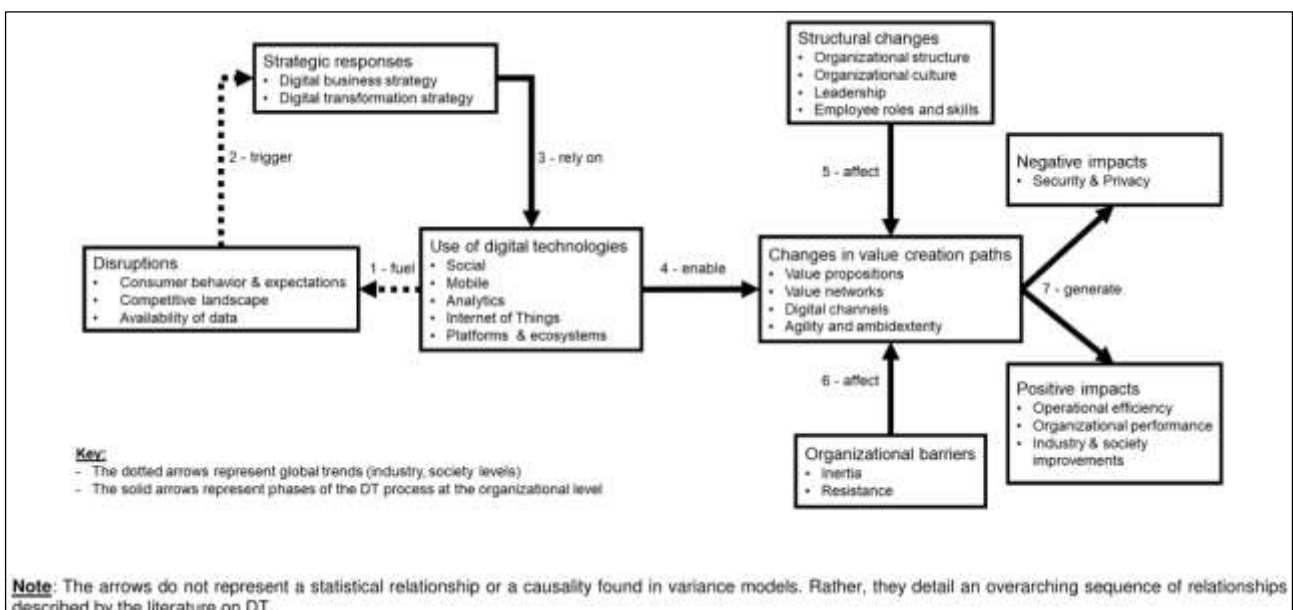 Strategic responses
• Digital business strategy
• Digital transformation strategy
Structural changes
• Organizational structure
• Organizational culture
• Leadership
• Employee roles and skills
2 - trigger
3 - rely on
5 - affect
Negative impacts
• Security & Privacy
Disruptions
• Consumer behavior & expectations
• Competitive landscape
• Availability of data
1 - fuel
Use of digital technologies
• Social
• Mobile
• Analytics
• Internet of Things
• Platforms & ecosystems
4 - enable
Changes in value creation paths
• Value propositions
• Value networks
• Digital channels
• Agility and ambidexterity
7 - generate
6 - affect
Positive impacts
• Operational efficiency
• Organizational performance
• Industry & society
improvements
Organizational barriers
• Inertia
• Resistance
Key:
- The dotted arrows represent global trends (industry, society levels)
- The solid arrows represent phases of the DT process at the organizational level
Note: The arrows do not represent a statistical relationship or a causality found in variance models. Rather, they detail an overarching sequence of relationships
described by the literature on DT.